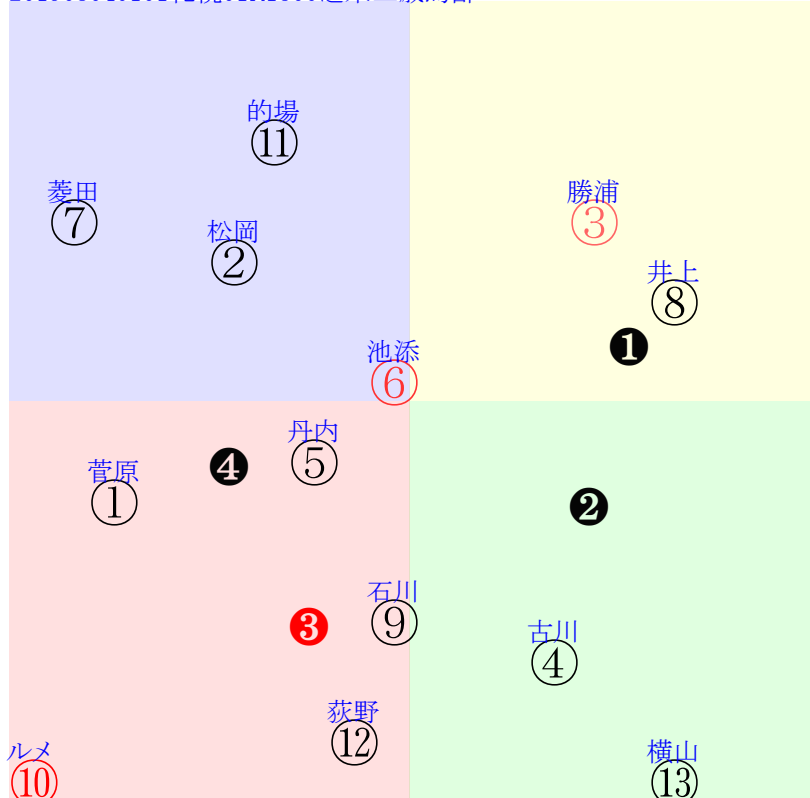 的場
⑪
菱田
⑦
勝浦
③
松岡
②
井上
⑧
❶
池添
⑥
丹内
⑤
❹
菅原
①
❷
石川
⑨
❸
古川
④
荻野
⑫
ルメ
⑩
横山
⑬